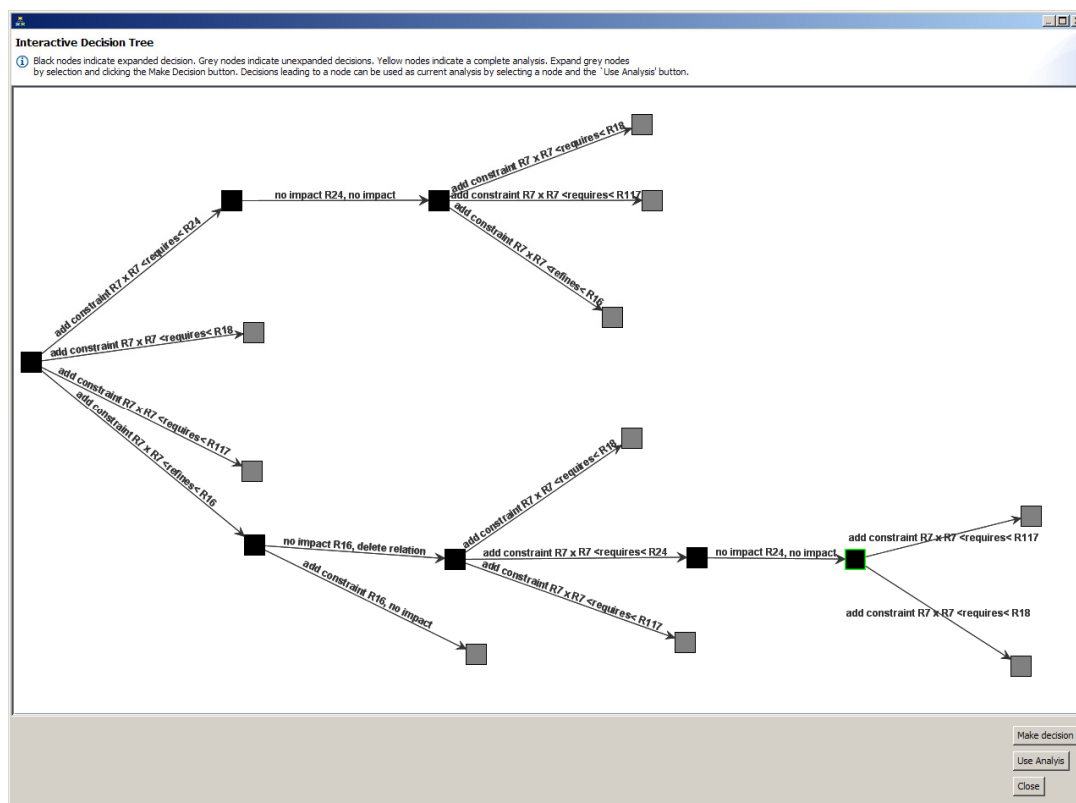 Interactive Decision Tree
Black nodes indicate expanded decision. Grey nodes indicate unexpanded decisions. Yellow nodes indicate a complete analysis. Expand grey nodes
by selection and clicking the Make Decision button. Decisions leading to a node can be used as current analysis by selecting a node and the `Use Analysis' button.
add constraint R7 x R7 <requires< R18
no impact R24, no impact
add constraint R7 x R7 <requires< R117
add constraint R7 x R7 <requires< R24
add constraint R7 x R7 <refines< R16
add constraint R7 x R7 <requires< R18
add constraint R7 x R7 <requires< R117
add constraint R7 x R7 <refines< R16
add constraint R7 x R7 <requires< R18
add constraint R7 x R7 <requires< R117
no impact R16, delete relation
add constraint R7 x R7 <requires< R24
no impact R24, no impact
add constraint R16, no impact
add constraint R7 x R7 <requires< R117
add constraint R7 x R7 <requires< R18
Make decision
Use Analyis
Close